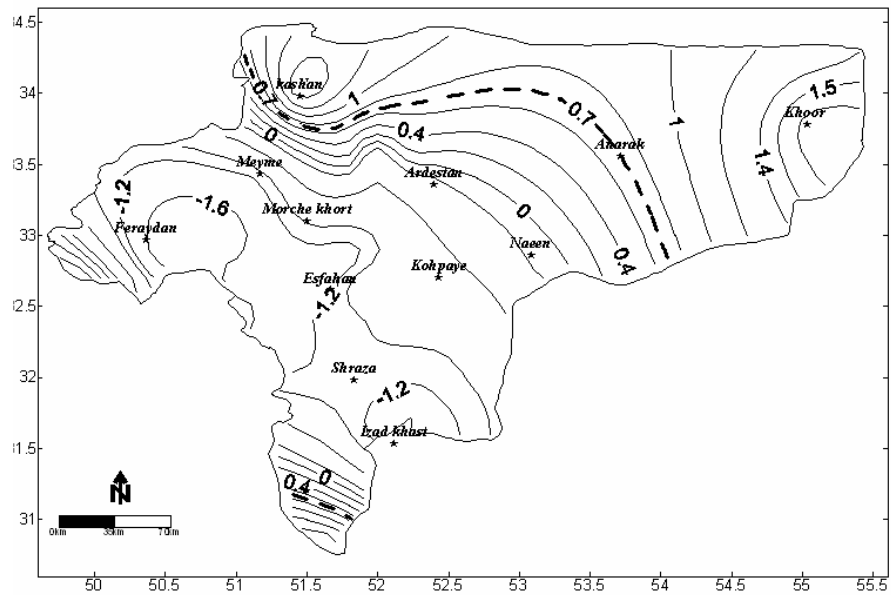 34.5
kashan
1.5
0.7
1
34
Khoor
0.7
1
0
0.4
Anarak
1.4
33.5
Meyme
Ardestan
-1.2
-1.6
Morche khort
0
33
Feraydan
Naeen
Kohpaye
0.4
32.5
Esfahan
-1.2
32
Shraza
-1.2
31.5
Izad khast
0
0.4
N
31
0km
35km
70km
50
50.5
51
51.5
52
52.5
53
53.5
54
54.5
55
55.5